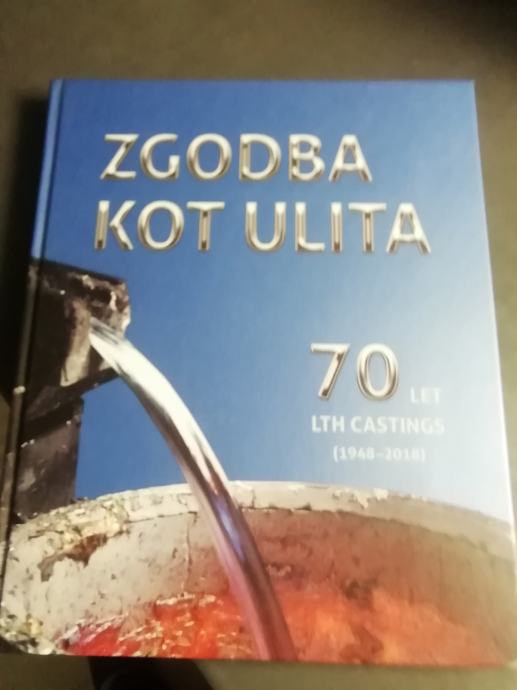 ZGODBA
KOT ULITA
70 LET
LTH CASTINGS
(1948–2018)